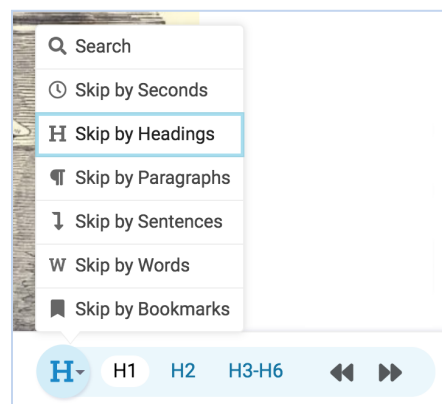 Search
Skip by Seconds
H Skip by Headings
¶ Skip by Paragraphs
Skip by Sentences
W Skip by Words
Skip by Bookmarks
H H1 H2 H3-H6